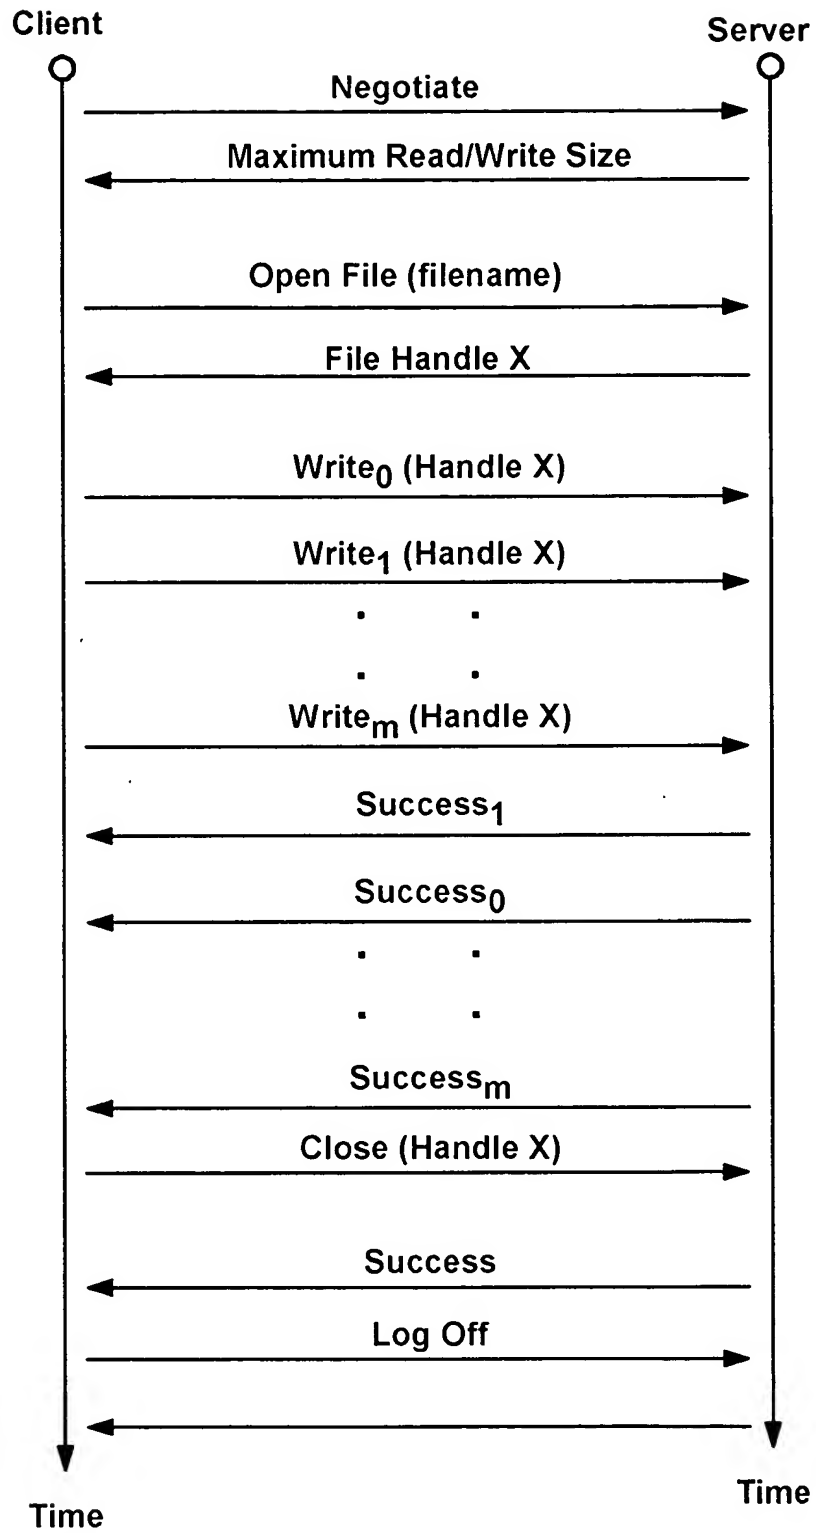 Client
Server
Negotiate
Maximum Read/Write Size
Open File (filename)
File Handle X
Write0 (Handle X)
Write1 (Handle X)
. .
. .
Writem (Handle X)
Success1
Success0
. .
. .
Successm
Close (Handle X)
Success
Log Off
Time
Time